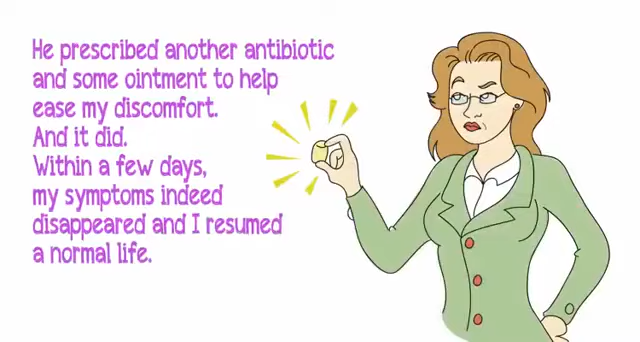 He prescribed another antibiotic
and some ointment to help
ease my discomfort.
And it did.
Within a few days,
my symptoms indeed
disappeared and I resumed
a normal life.